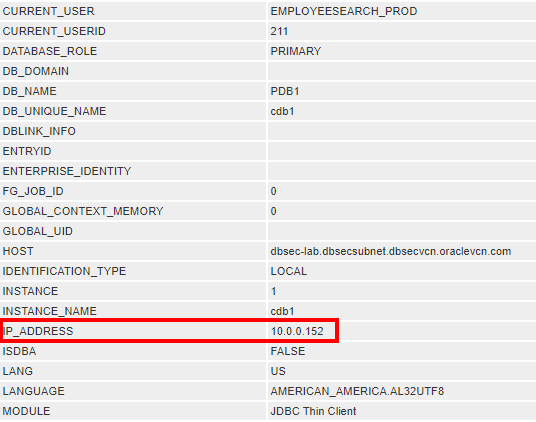 CURRENT_USER EMPLOYEESEARCH_PROD
CURRENT_USERID 211
DATABASE_ROLE PRIMARY
DB_DOMAIN
DB_NAME PDB1
DB_UNIQUE_NAME cdb1
DBLINK_INFO
ENTRYID
ENTERPRISE_IDENTITY
FG_JOB_ID 0
GLOBAL_CONTEXT_MEMORY 0
GLOBAL_UID
HOST dbsec-lab.dbsecsubnet.dbsecvcn.oraclevcn.com
IDENTIFICATION_TYPE LOCAL
INSTANCE 1
INSTANCE_NAME cdb1
IP_ADDRESS 10.0.0.152
ISDBA FALSE
LANG US
LANGUAGE AMERICAN_AMERICA.AL32UTF8
MODULE JDBC Thin Client